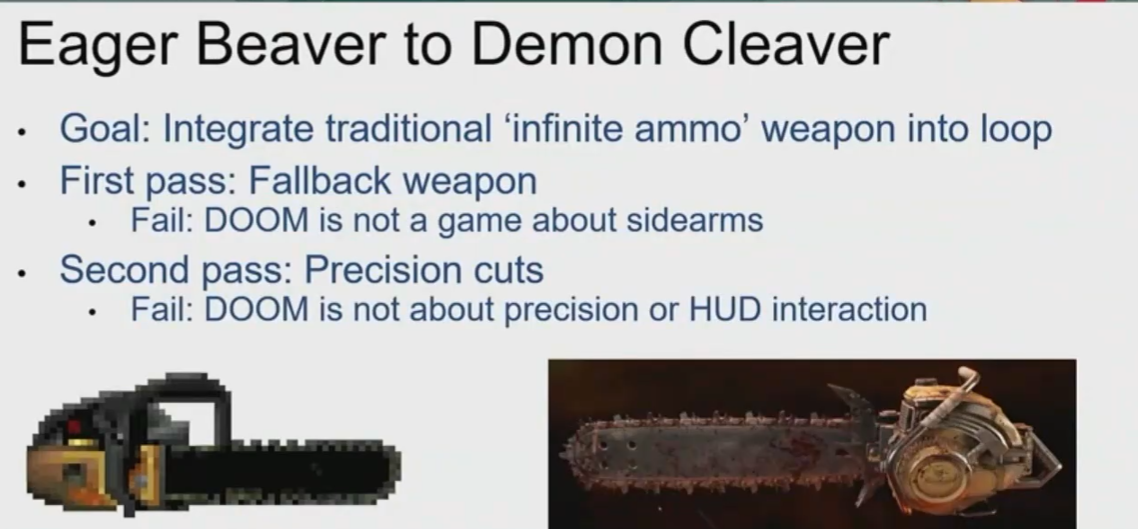 Eager Beaver to Demon Cleaver
• Goal: Integrate traditional ‘infinite ammo’ weapon into loop
• First pass: Fallback weapon
• Fail: DOOM is not a game about sidearms
• Second pass: Precision cuts
• Fail: DOOM is not about precision or HUD interaction